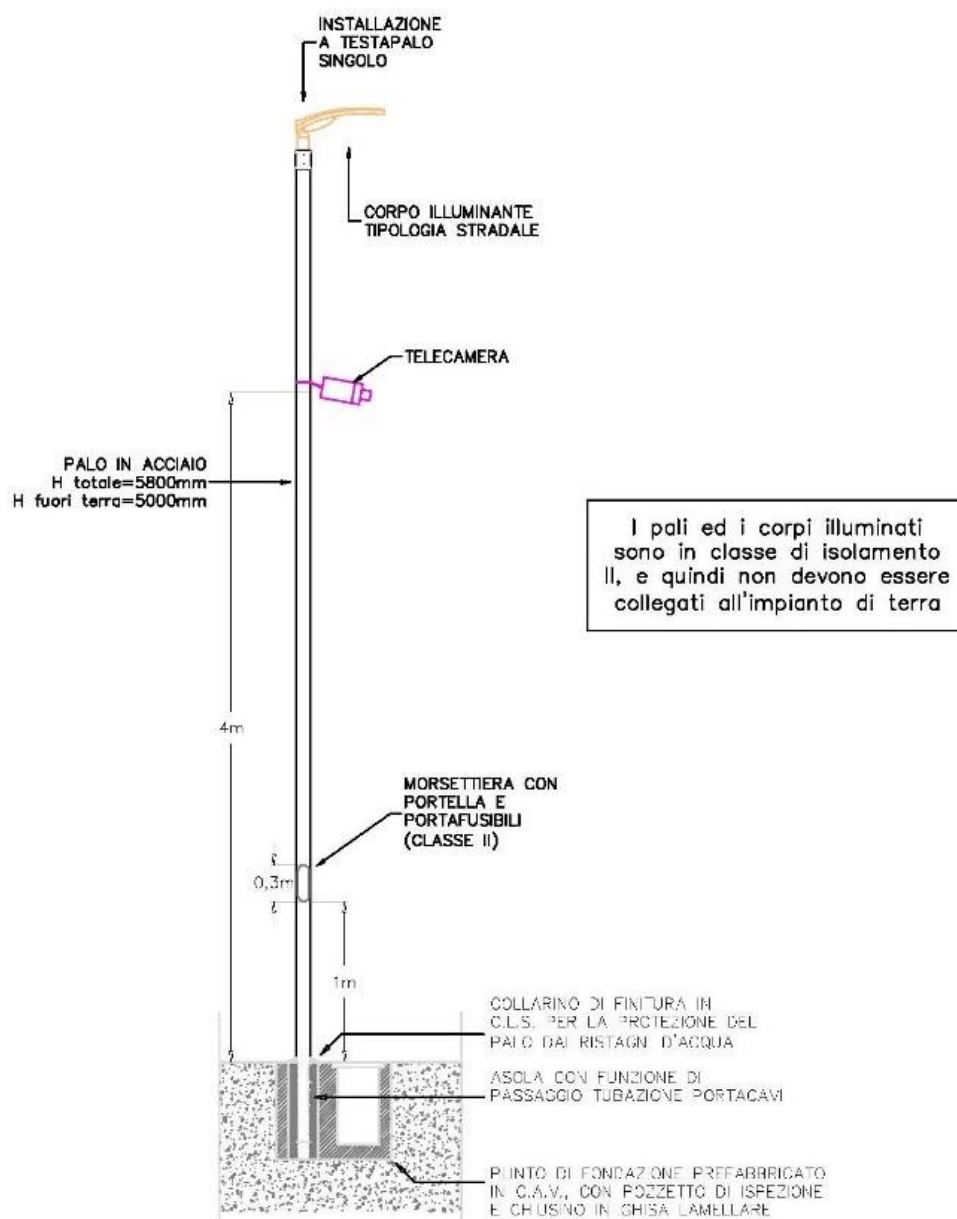 INSTALLAZIONE
A TESTAPALO
SINGOLO
CORPO ILLUMINANTE
TIPOLOGIA STRADALE
TELECAMERA
PALO IN ACCIAIO
H totale=5800mm
H fuori terra=5000mm
I pali ed i corpi illuminati
sono in classe di isolamento
II, e quindi non devono essere
collegati all'impianto di terra
4m
MORSETTIERA CON
PORTELLA E
PORTAFUSIBILI
(CLASSE II)
0,3m
1m
COLLARINO DI FINITURA IN
C.L.S. PER LA PROTEZIONE DEL
PALO DAI RISTAGNI D'ACQUA
ASOLA CON FUNZIONE DI
PASSAGGIO TUBAZIONE PORTACAVI
PUNTO DI FONDAZIONE PREFABBRICATO
IN C.A.V., CON POZZETTO DI ISPEZIONE
E CHIUSINO IN GHISA LAMELLARE